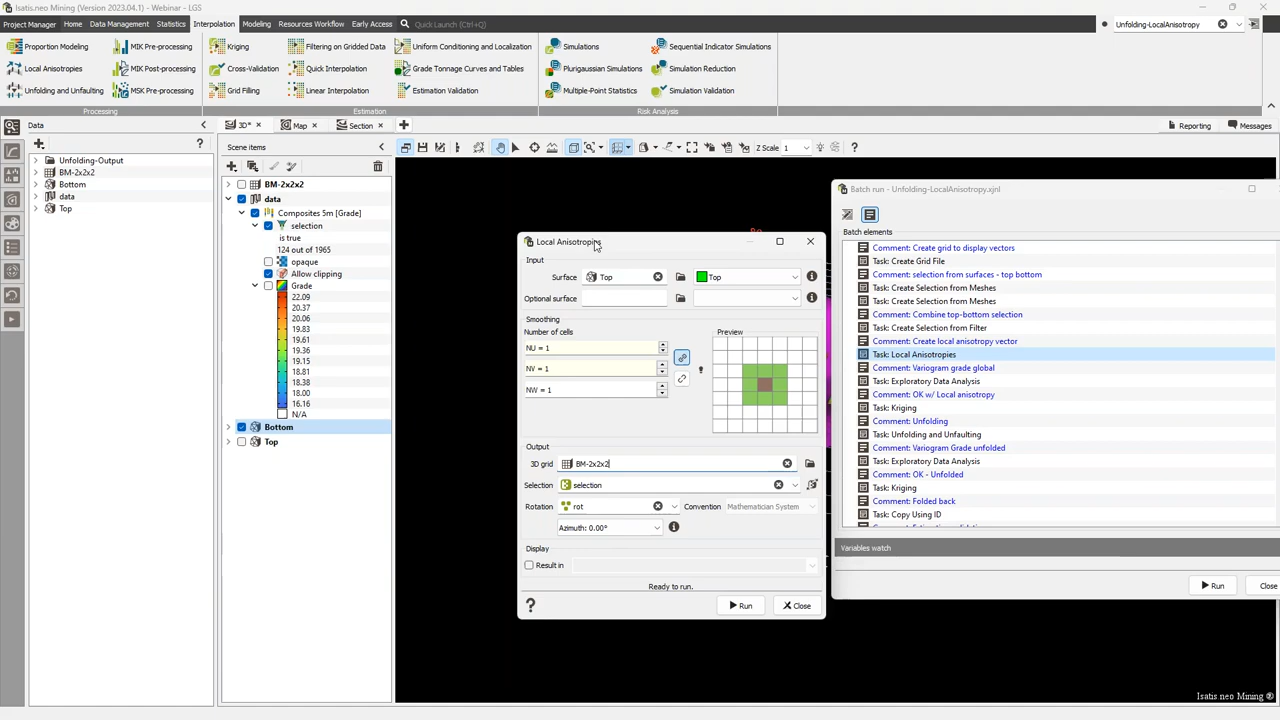 Isatis.neo Mining (Version 2023.04.1) - Webinar - LGS
Project Manager Home Data Management Statistics Interpolation Modeling Resources Workflow Early Access Quick Launch (Ctrl+Q) Unfolding-LocalAnisotropy
Proportion Modeling MIK Pre-processing Kriging Filtering on Gridded Data Uniform Conditioning and Localization Simulations Sequential Indicator Simulations
Local Anisotropies MIK Post-processing Cross-Validation Quick Interpolation Grade Tonnage Curves and Tables Plurigaussian Simulations Simulation Reduction
Unfolding and Unfaulting MSK Pre-processing Grid Filling Linear Interpolation Estimation Validation Multiple-Point Statistics Simulation Validation
Processing Estimation Risk Analysis
Data 3D* Map Section Reporting Messages
Scene items Z Scale 1
Unfolding-Output
BM-2x2x2
Bottom
data
Top
BM-2x2x2
data
Composites 5m [Grade]
selection
is true
124 out of 1965
opaque
Allow clipping
Grade
22.09
20.37
20.06
19.83
19.61
19.36
19.15
18.81
18.38
18.00
16.16
N/A
Bottom
Top
Local Anisotropies
Input
Surface Top Top
Optional surface
Smoothing
Number of cells Preview
NU = 1
NV = 1
NW = 1
Output
3D grid BM-2x2x2
Selection selection
Rotation rot Convention Mathematician System
Azimuth: 0.00°
Display
Result in
Ready to run.
Run Close
Batch run - Unfolding-LocalAnisotropy.xjnl
Batch elements
Comment: Create grid to display vectors
Task: Create Grid File
Comment: selection from surfaces - top bottom
Task: Create Selection from Meshes
Task: Create Selection from Meshes
Comment: Combine top-bottom selection
Task: Create Selection from Filter
Comment: Create local anisotropy vector
Task: Local Anisotropies
Comment: Variogram grade global
Task: Exploratory Data Analysis
Comment: OK w/ Local anisotropy
Task: Kriging
Comment: Unfolding
Task: Unfolding and Unfaulting
Comment: Variogram Grade unfolded
Task: Exploratory Data Analysis
Comment: OK - Unfolded
Task: Kriging
Comment: Folded back
Task: Copy Using ID
Variables watch
Run Close
Isatis.neo Mining ®